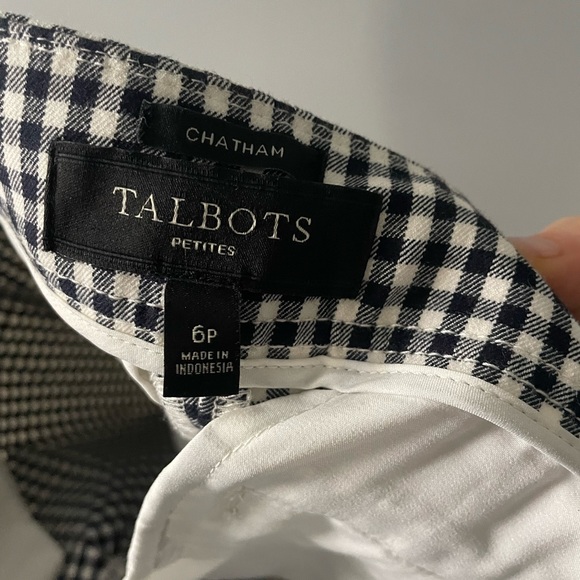 CHATHAM
TALBOTS
PETITES
6P
MADE IN
INDONESIA